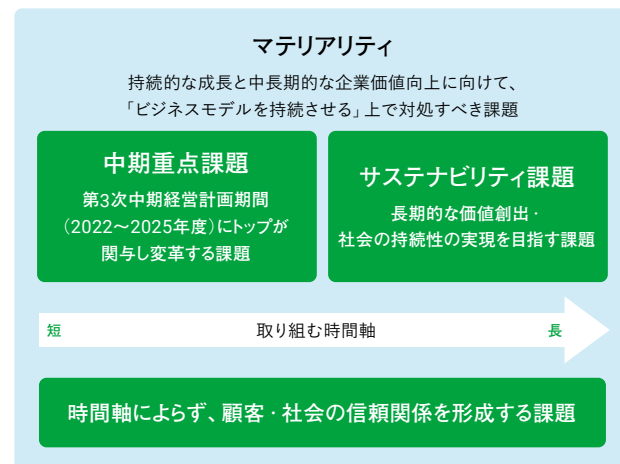 マテリアリティ
持続的な成長と中長期的な企業価値向上に向けて、
「ビジネスモデルを持続させる」上で対処すべき課題
中期重点課題
第3次中期経営計画期間
(2022〜2025年度)にトップが
関与し変革する課題
サステナビリティ課題
長期的な価値創出・
社会の持続性の実現を目指す課題
短 取り組む時間軸 長
時間軸によらず、顧客・社会の信頼関係を形成する課題